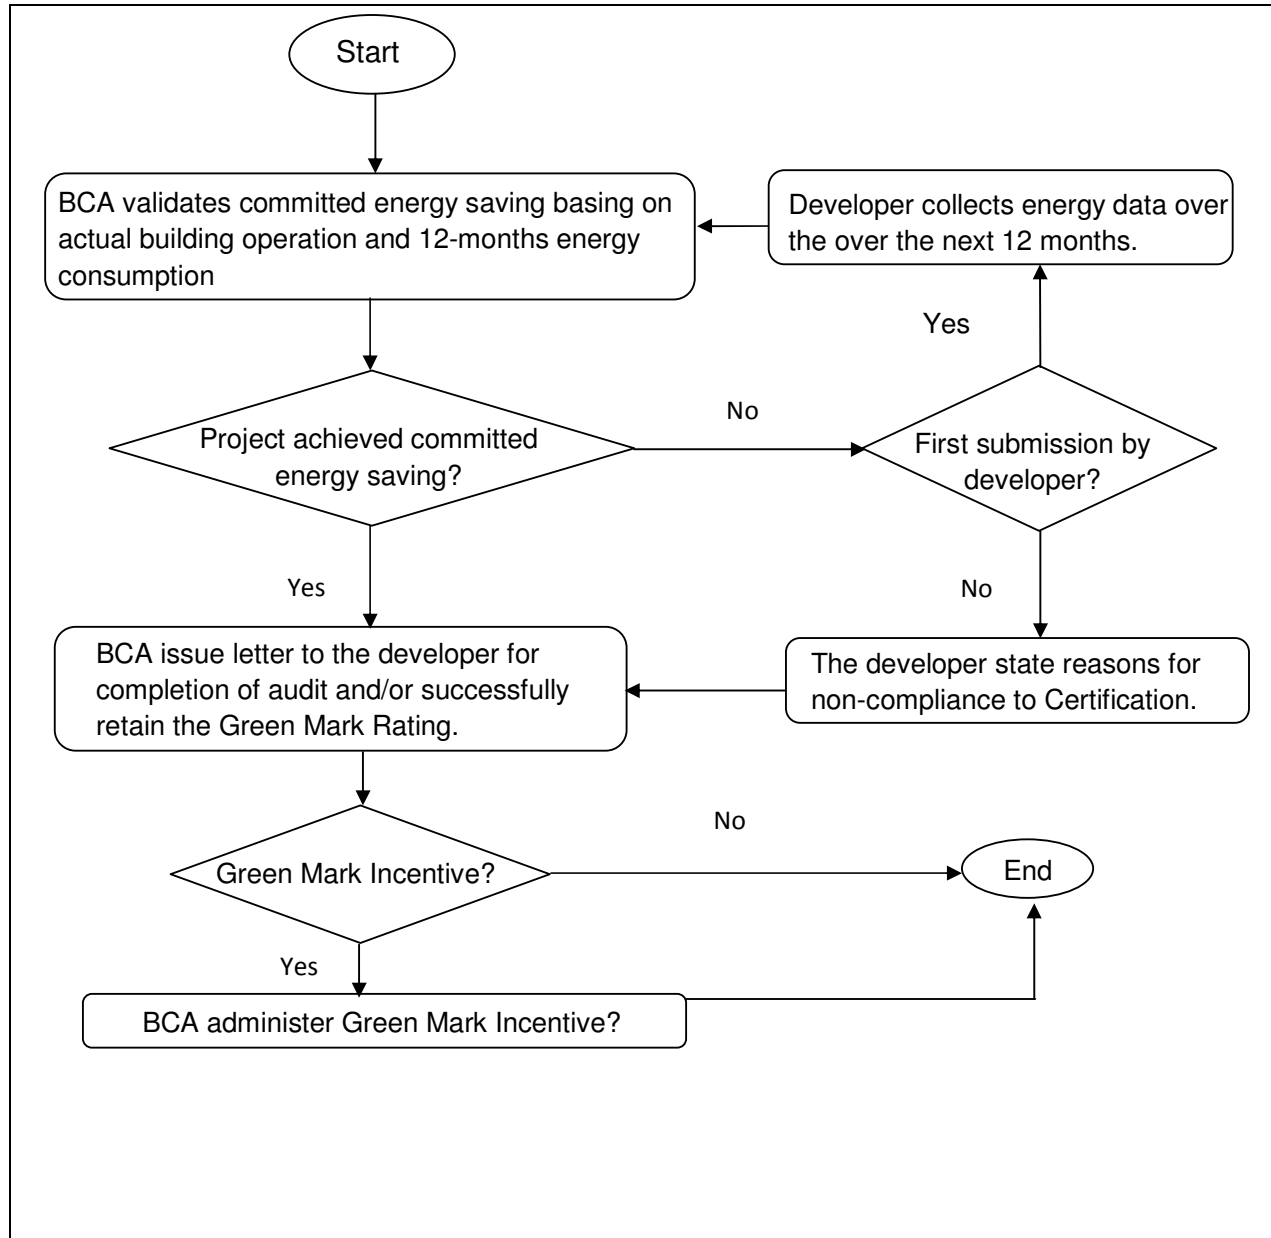 Start
BCA validates committed energy saving basing on
actual building operation and 12-months energy
consumption
Developer collects energy data over
the over the next 12 months.
Yes
Project achieved committed
energy saving?
No
First submission by
developer?
Yes
No
BCA issue letter to the developer for
completion of audit and/or successfully
retain the Green Mark Rating.
The developer state reasons for
non-compliance to Certification.
Green Mark Incentive?
No
End
Yes
BCA administer Green Mark Incentive?